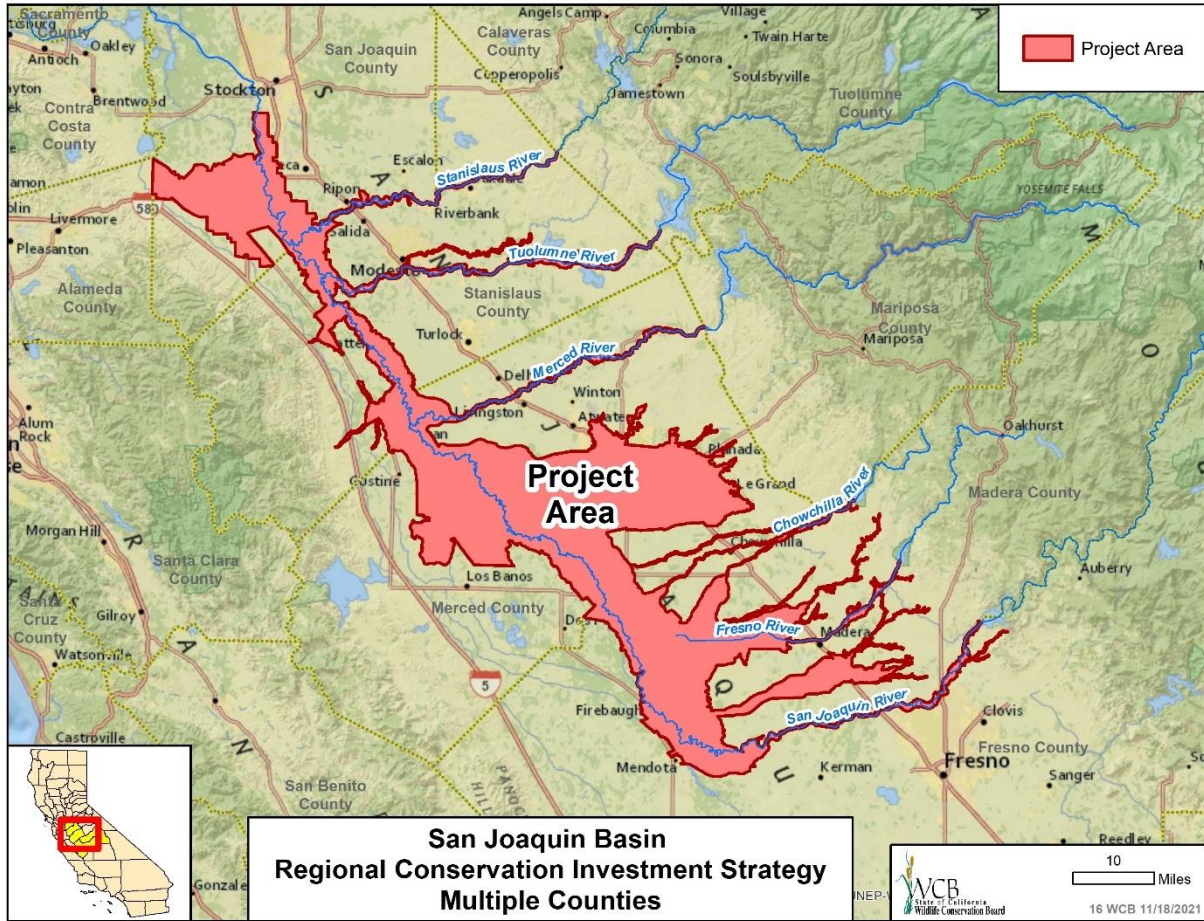 Sacramento
County
Oakley
Antioch
Brentwood
Contra
Costa
County
San Joaquin
County
Stockton
Calaveras
County
Angels Camp
Copperopolis
Village
Columbia
Twain Harte
Sonora
Soulsbyville
Jamestown
Tuolumne
County
Project Area
Escalon
Ripon
Riverbank
Salida
Stanislaus River
YOSEMITE FALLS
580
Livermore
Pleasanton
Alameda
County
Modesto
Tuolumne River
Stanislaus
County
Turlock
Mariposa
County
Mariposa
Merced River
Winton
Livingston
Atwater
Planada
Le Grand
Oakhurst
Alum
Rock
Gustine
Project
Area
Chowchilla River
Chowchilla
Madera County
Morgan Hill
Santa Clara
County
Los Banos
Merced County
Auberry
Santa
Cruz
County
Gilroy
Watsonville
Fresno River
Madera
5
Firebaugh
San Joaquin River
Clovis
Fresno County
Castroville
Mendota
Kerman
Fresno
Sanger
San Benito
County
Reedley
San Joaquin Basin
Regional Conservation Investment Strategy
Multiple Counties
10
Miles
WCB
State of California
Wildlife Conservation Board
16 WCB 11/18/2021